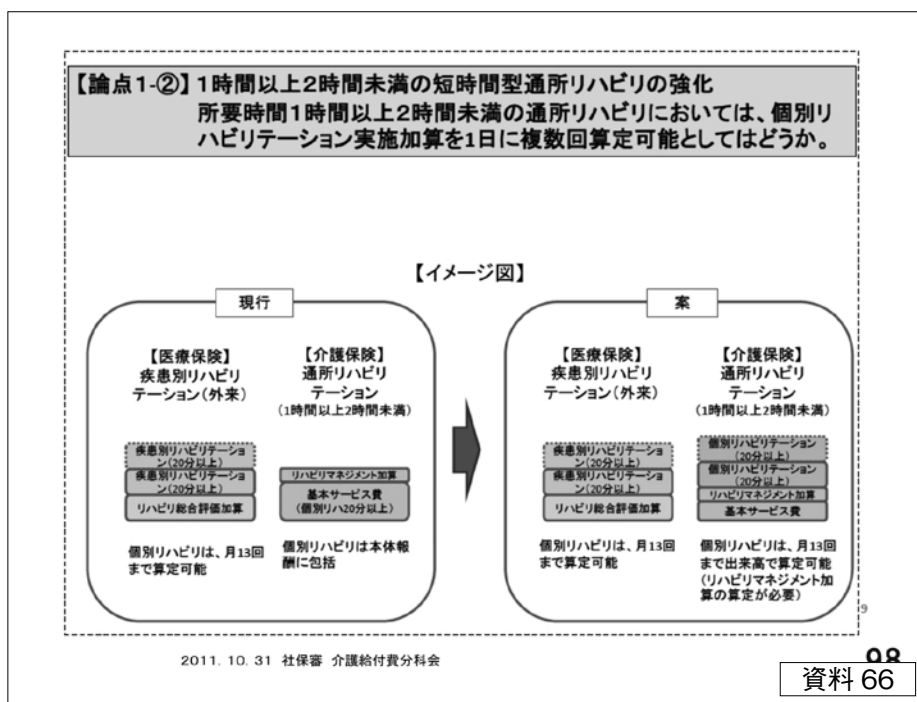 【論点1-②】1時間以上2時間未満の短時間型通所リハビリの強化
所要時間1時間以上2時間未満の通所リハビリにおいては、個別リ
ハビリテーション実施加算を1日に複数回算定可能としてはどうか。
【イメージ図】
現行
【医療保険】
疾患別リハビリ
テーション(外来)
疾患別リハビリテーショ
ン(20分以上)
疾患別リハビリテーショ
ン(20分以上)
リハビリ総合評価加算
個別リハビリは、月13回
まで算定可能
【介護保険】
通所リハビリ
テーション
(1時間以上2時間未満)
リハビリマネジメント加算
基本サービス費
(個別リハ20分以上)
個別リハビリは本体報
酬に包括
案
【医療保険】
疾患別リハビリ
テーション(外来)
疾患別リハビリテーショ
ン(20分以上)
疾患別リハビリテーショ
ン(20分以上)
リハビリ総合評価加算
個別リハビリは、月13回
まで算定可能
【介護保険】
通所リハビリ
テーション
(1時間以上2時間未満)
個別リハビリテーション
(20分以上)
個別リハビリテーション
(20分以上)
リハビリマネジメント加算
基本サービス費
個別リハビリは、月13回
まで出来高で算定可能
(リハビリマネジメント加
算の算定が必要)
9
2011.10.31 社保審 介護給付費分科会
98
資料 66